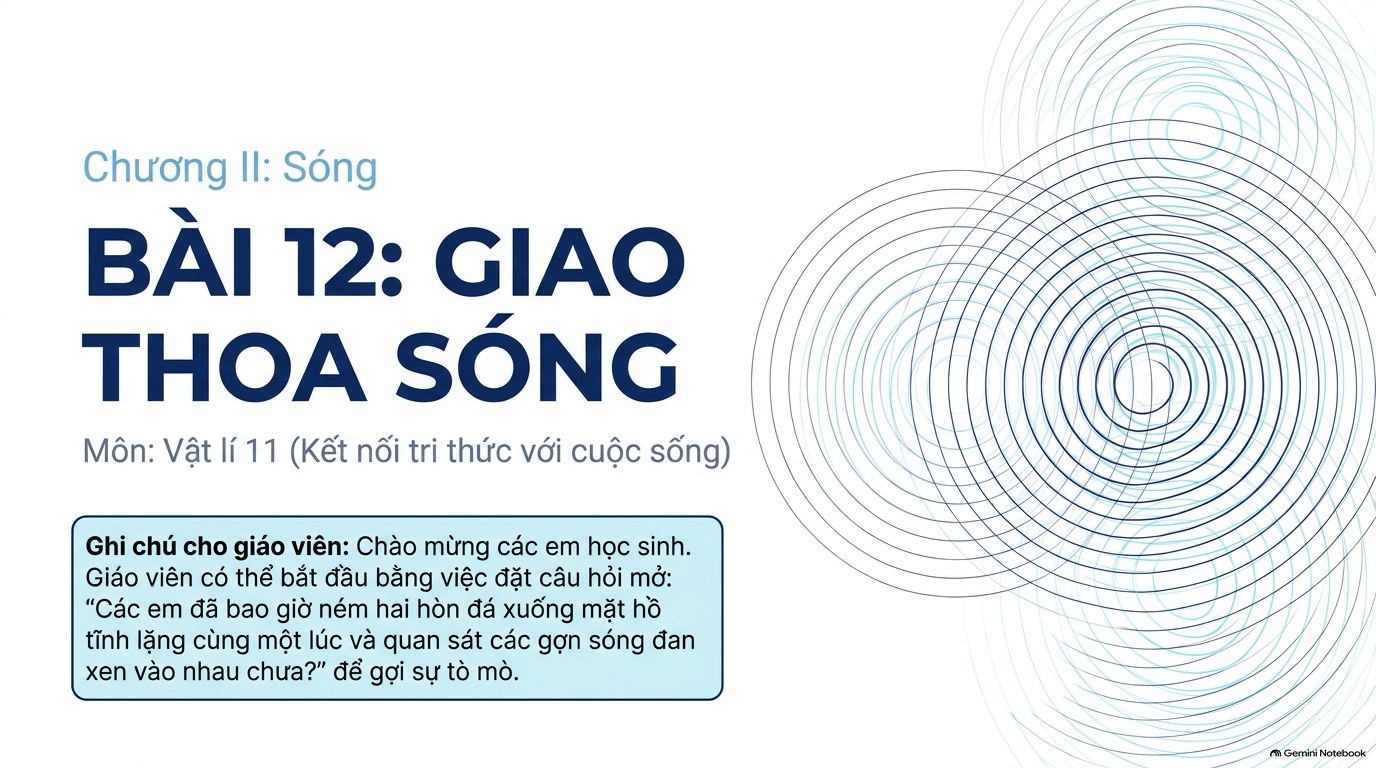 Chương II: Sóng
BÀI 12: GIAO
THOA SÓNG
Môn: Vật lí 11 (Kết nối tri thức với cuộc sống)
Ghi chú cho giáo viên: Chào mừng các em học sinh.
Giáo viên có thể bắt đầu bằng việc đặt câu hỏi mở:
“Các em đã bao giờ ném hai hòn đá xuống mặt hồ
tĩnh lặng cùng một lúc và quan sát các gợn sóng đan
xen vào nhau chưa?” để gợi sự tò mò.
Gemini Notebook